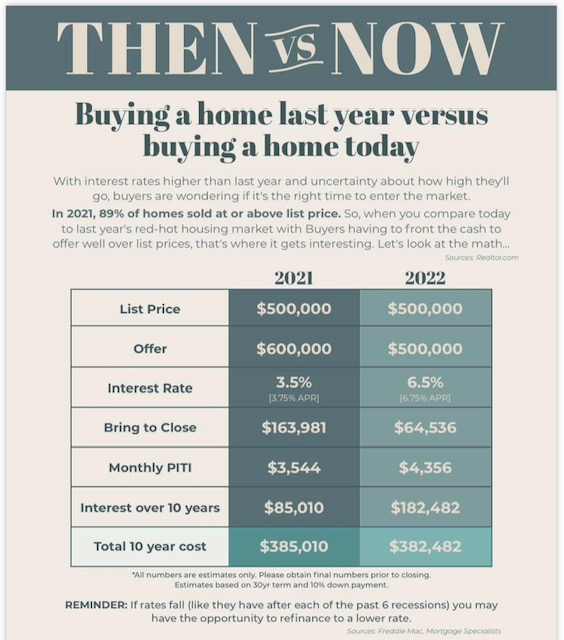 THEN VS NOW
Buying a home last year versus
buying a home today
With interest rates higher than last year and uncertainty about how high they'll
go, buyers are wondering if it's the right time to enter the market.
In 2021, 89% of homes sold at or above list price. So, when you compare today
to last year's red-hot housing market with Buyers having to front the cash to
offer well over list prices, that's where it gets interesting. Let's look at the math...
Sources: Realtor.com
2021 2022
List Price $500,000 $500,000
Offer $600,000 $500,000
Interest Rate 3.5% 6.5%
[3.75% APR] [6.75% APR]
Bring to Close $163,981 $64,536
Monthly PITI $3,544 $4,356
Interest over 10 years $85,010 $182,482
Total 10 year cost $385,010 $382,482
*All numbers are estimates only. Please obtain final numbers prior to closing.
Estimates based on 30yr term and 10% down payment.
REMINDER: If rates fall (like they have after each of the past 6 recessions) you may
have the opportunity to refinance to a lower rate.
Sources: Freddie Mac, Mortgage Specialists